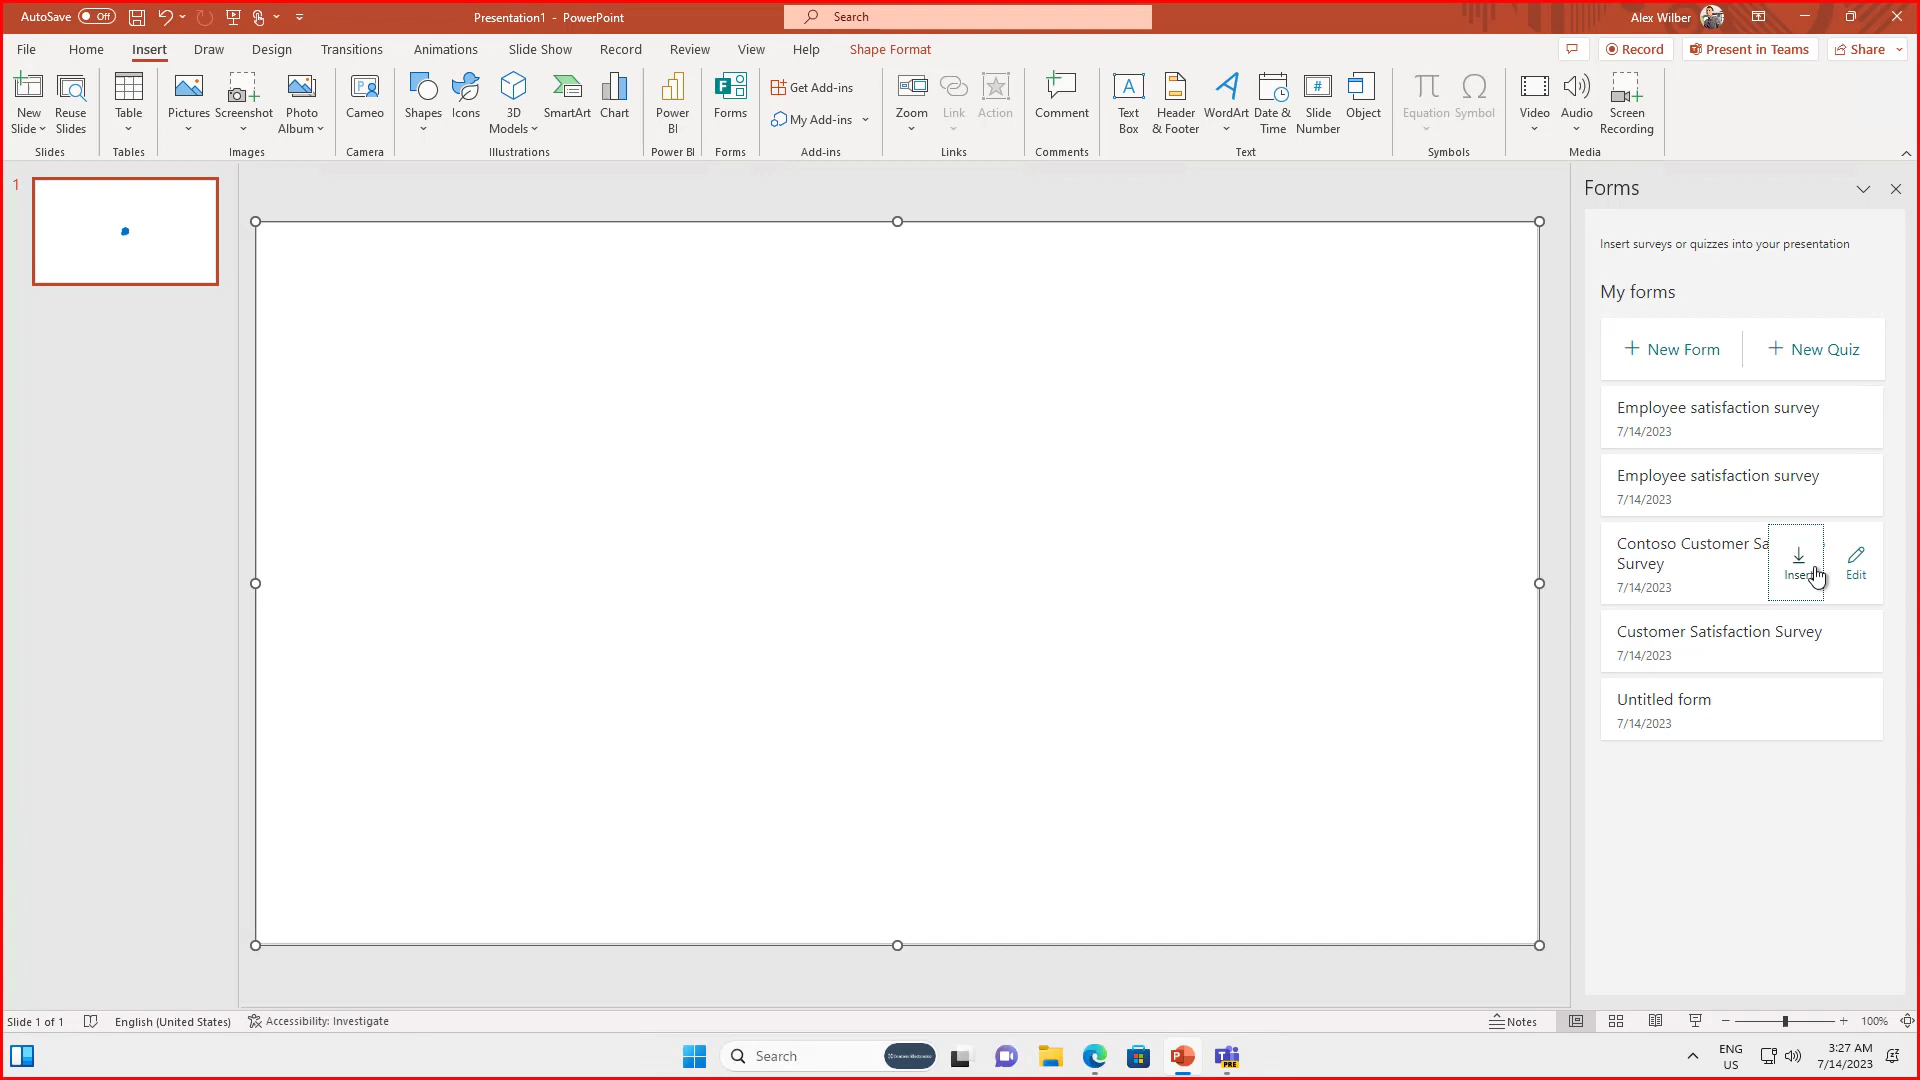 AutoSave Off
Presentation1 - PowerPoint
Search
Alex Wilber
File Home Insert Draw Design Transitions Animations Slide Show Record Review View Help Shape Format
Record Present in Teams Share
New Slide
Reuse Slides
Slides
Table
Tables
Pictures
Screenshot
Photo Album
Images
Cameo
Camera
Shapes
Icons
3D Models
SmartArt
Chart
Illustrations
Power BI
Power BI
Forms
Forms
Get Add-ins
My Add-ins
Add-ins
Zoom
Link
Action
Links
Comment
Comments
Text Box
Header & Footer
WordArt
Date & Time
Slide Number
Object
Text
Equation
Symbol
Symbols
Video
Audio
Screen Recording
Media
1
Forms
Insert surveys or quizzes into your presentation
My forms
New Form
New Quiz
Employee satisfaction survey
7/14/2023
Employee satisfaction survey
7/14/2023
Contoso Customer Sa
Survey
7/14/2023
Insert
Edit
Customer Satisfaction Survey
7/14/2023
Untitled form
7/14/2023
Slide 1 of 1
English (United States)
Accessibility: Investigate
Notes
100%
Search
PRE
ENG
US
3:27 AM
7/14/2023